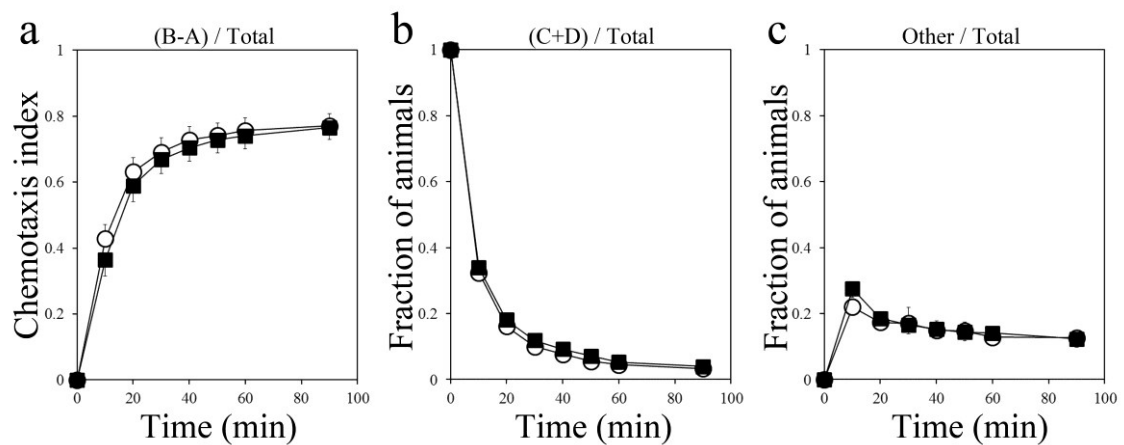 a
(B-A) / Total
Chemotaxis index
1
0.8
0.6
0.4
0.2
0
0 20 40 60 80 100
Time (min)
b
(C+D) / Total
Fraction of animals
1
0.8
0.6
0.4
0.2
0
0 20 40 60 80 100
Time (min)
c
Other / Total
Fraction of animals
1
0.8
0.6
0.4
0.2
0
0 20 40 60 80 100
Time (min)